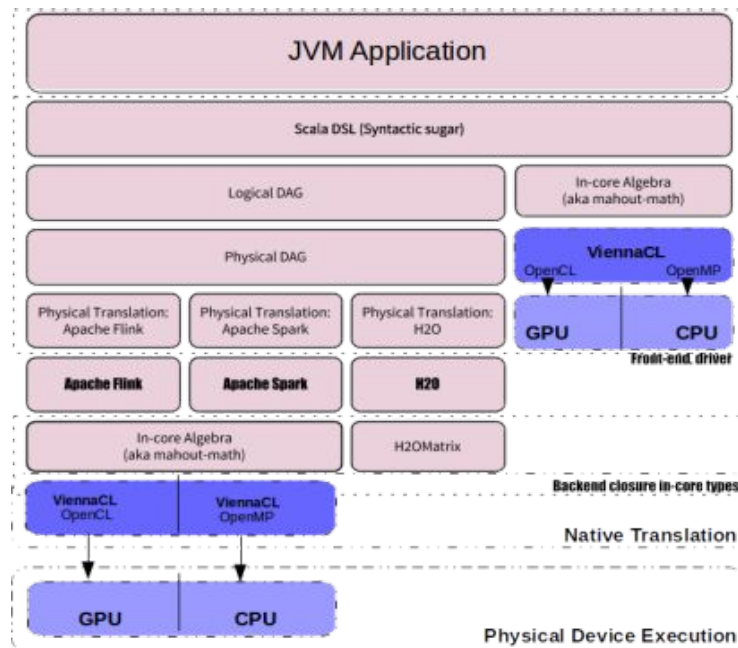 JVM Application
Scala DSL (Syntactic sugar)
Logical DAG
In-core Algebra
(aka mahout-math)
Physical DAG
ViennaCL
OpenCL
OpenMP
Physical Translation:
Apache Flink
Physical Translation:
Apache Spark
Physical Translation:
H2O
GPU
CPU
Front-end, driver
Apache Flink
Apache Spark
H2O
In-core Algebra
(aka mahout-math)
H2OMatrix
Backend closure in-core types
ViennaCL
OpenCL
ViennaCL
OpenMP
Native Translation
GPU
CPU
Physical Device Execution